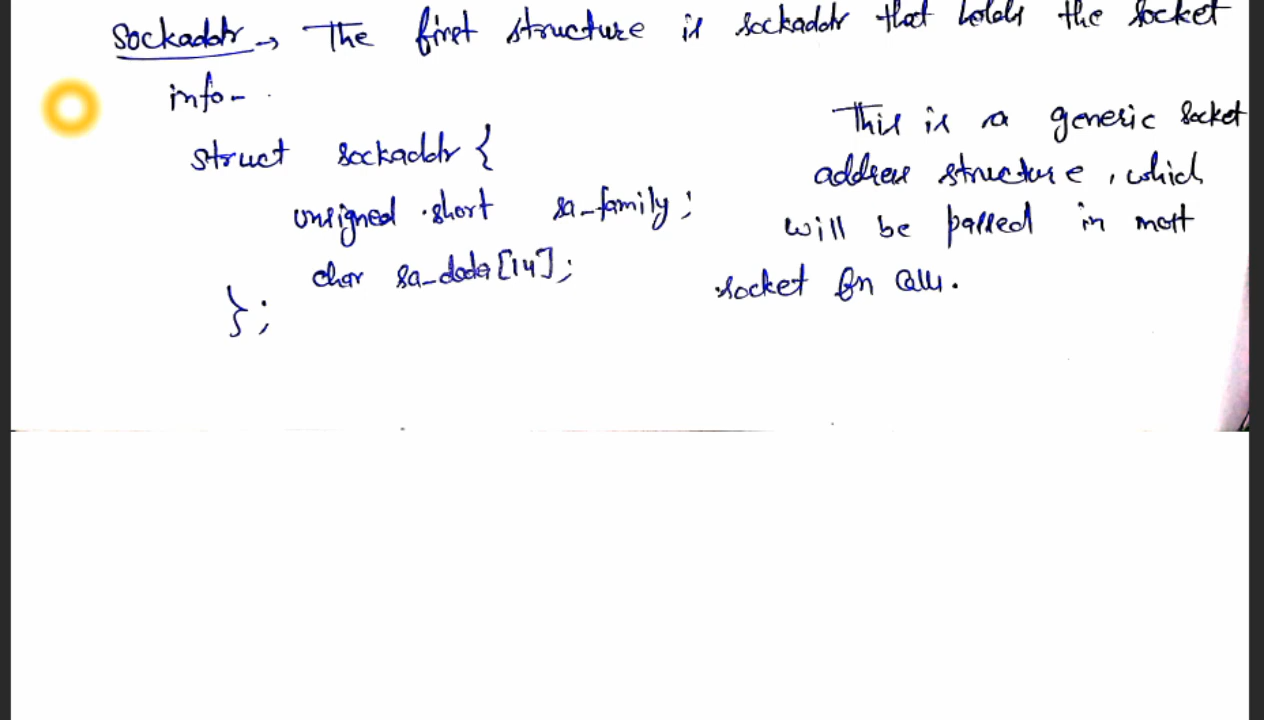 Sockaddr → The first structure is sockaddr that holds the socket
info-
struct sockaddr {
unsigned short sa_family;
char sa_data[14];
};
This is a generic socket
address structure, which
will be passed in most
socket fn calls.